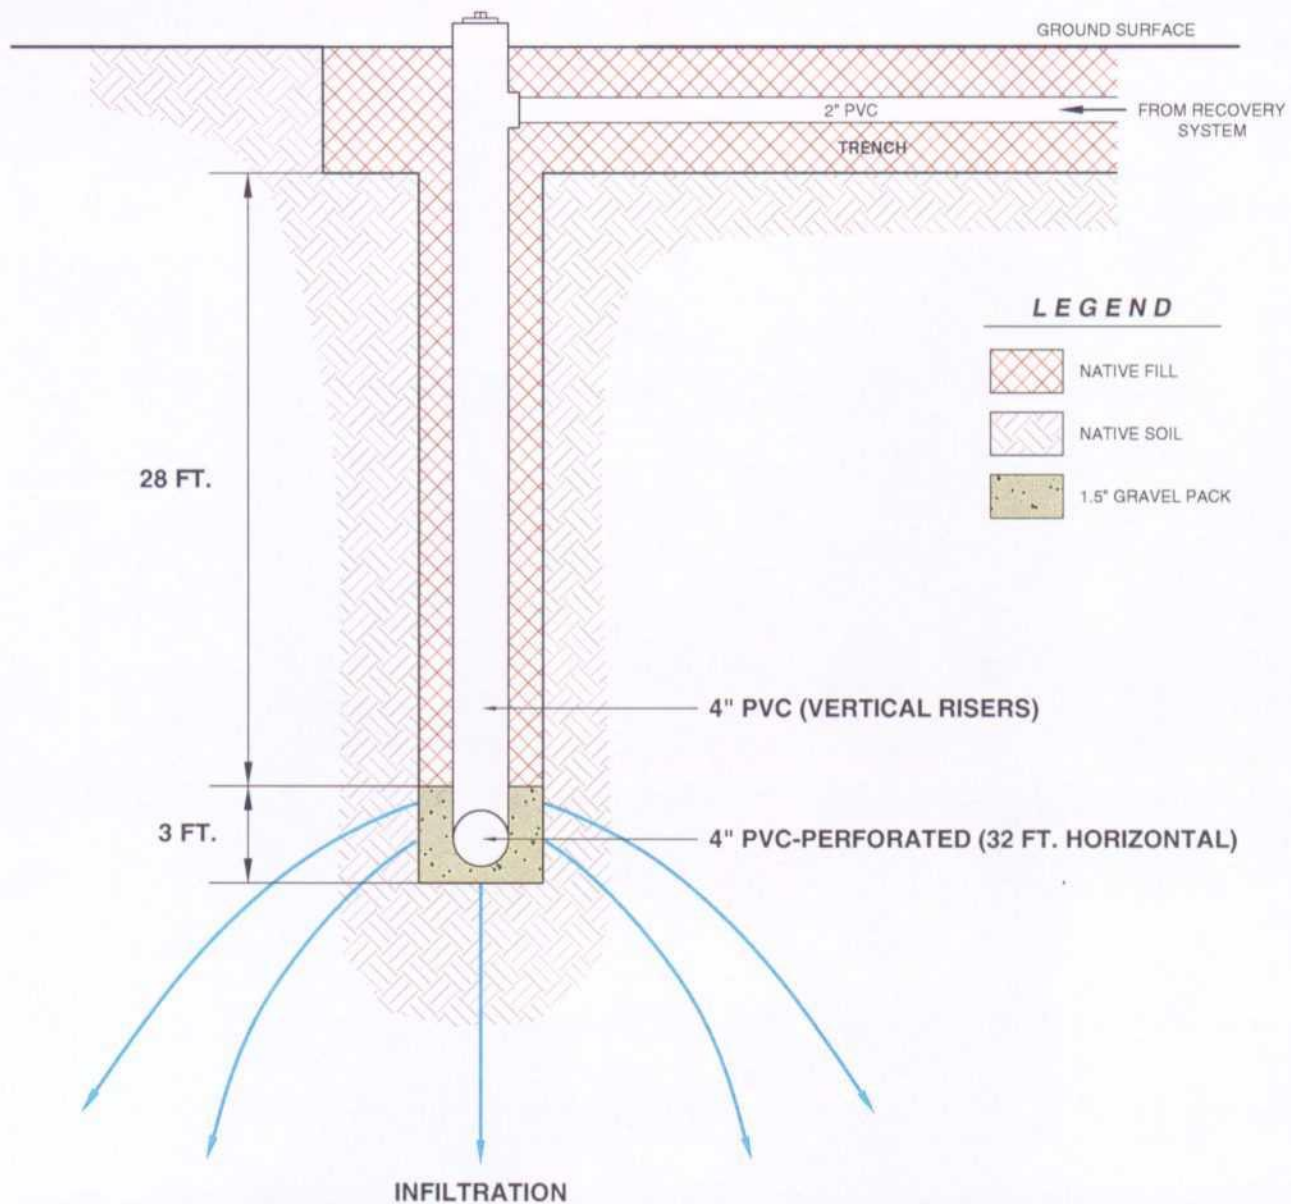 GROUND SURFACE
2" PVC
FROM RECOVERY
SYSTEM
TRENCH
LEGEND
NATIVE FILL
NATIVE SOIL
1.5" GRAVEL PACK
28 FT.
4" PVC (VERTICAL RISERS)
3 FT.
4" PVC-PERFORATED (32 FT. HORIZONTAL)
INFILTRATION